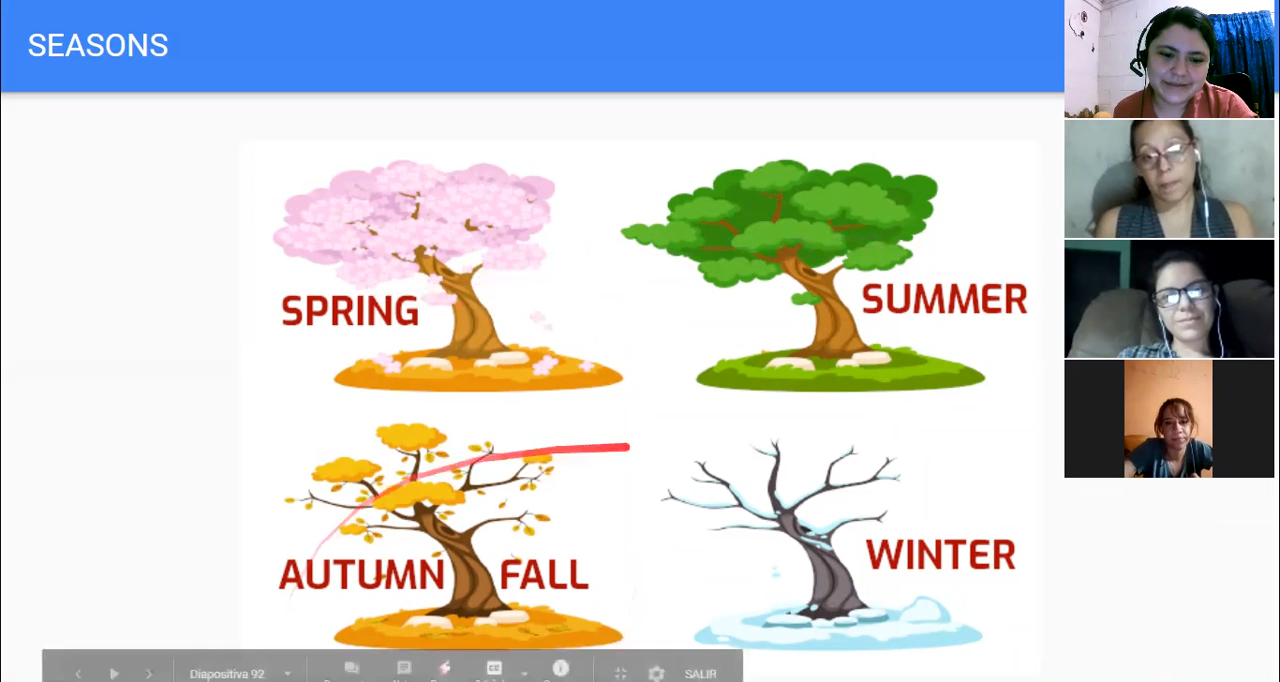 SEASONS
SPRING
SUMMER
AUTUMN FALL
WINTER
Diapositiva 92
SALIR